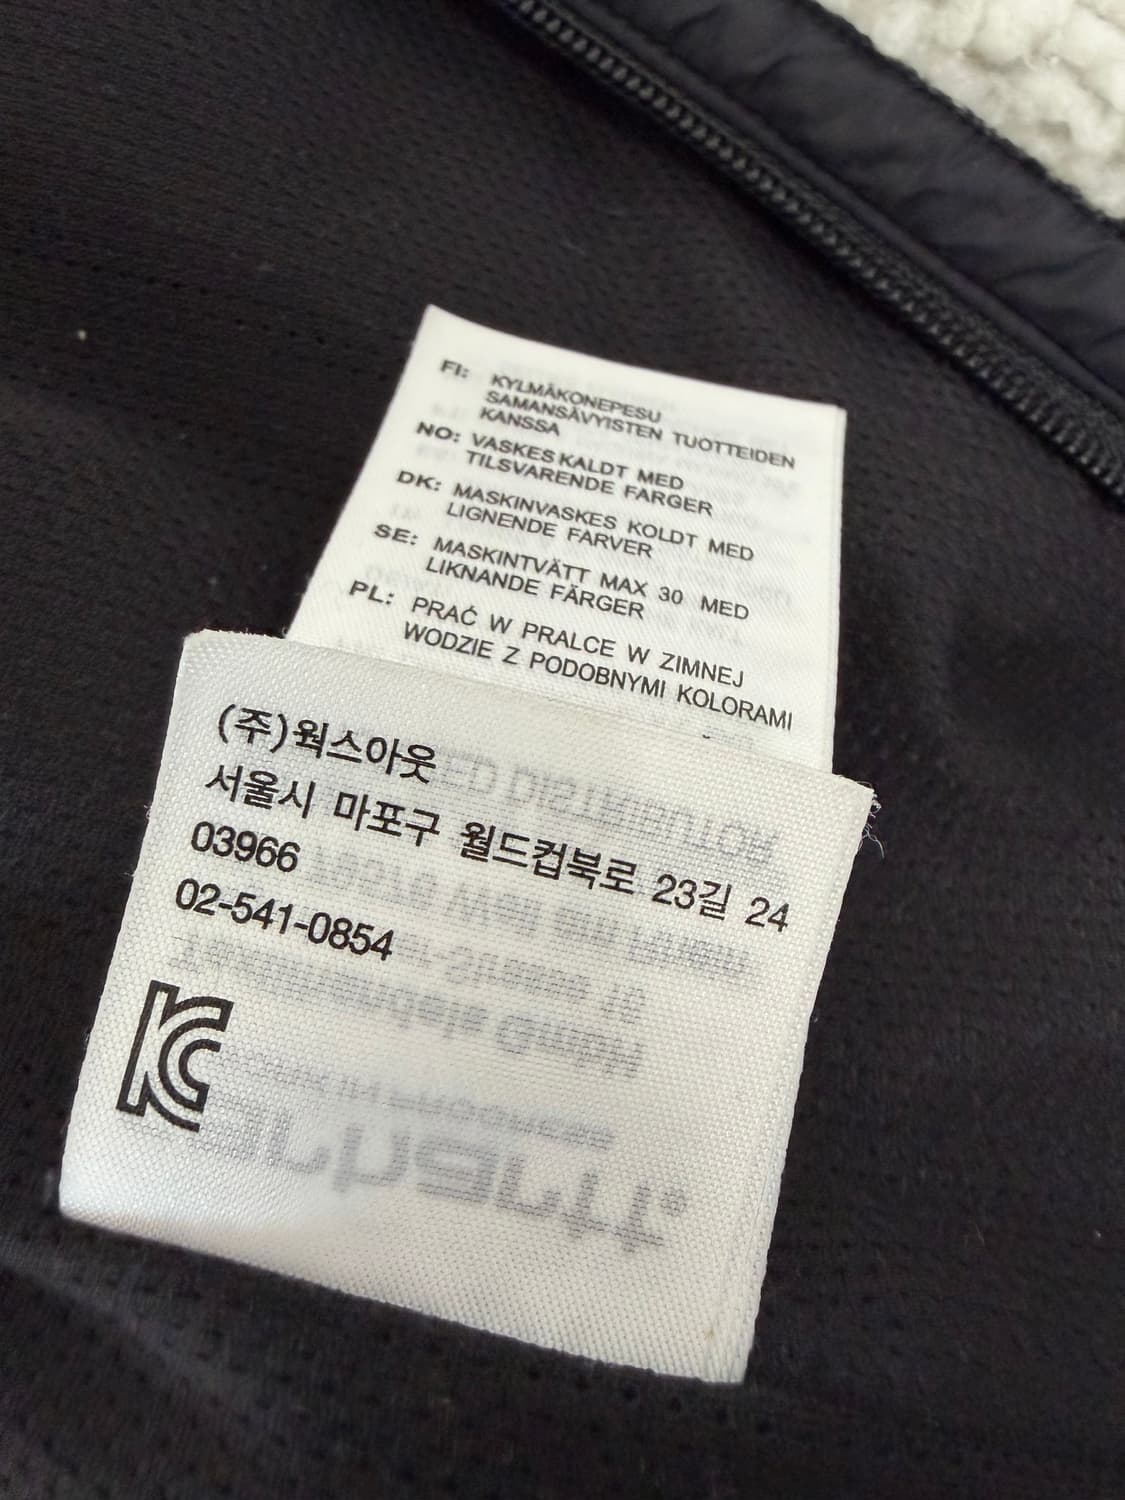 FI: KYLMÄKONEPESU
SAMANSÄVYISTEN TUOTTEIDEN
KANSSA
NO: VASKES KALDT MED
TILSVARENDE FARGER
DK: MASKINVASKES KOLDT MED
LIGNENDE FARVER
SE: MASKINTVÄTT MAX 30 MED
LIKNANDE FÄRGER
PL: PRAĆ W PRALCE W ZIMNEJ
WODZIE Z PODOBNYMI KOLORAMI
(주)웍스아웃
서울시 마포구 월드컵북로 23길 24
03966
02-541-0854
KC